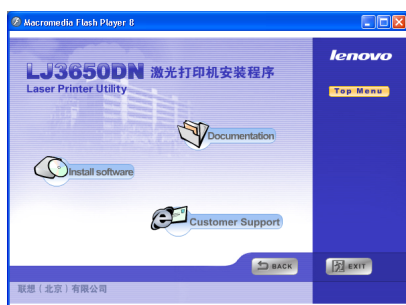 Macromedia Flash Player 8
lenovo
LJ3650DN 激光打印机安装程序
Laser Printer Utility
Top Menu
Documentation
Install software
Customer Support
BACK
EXIT
联想（北京）有限公司